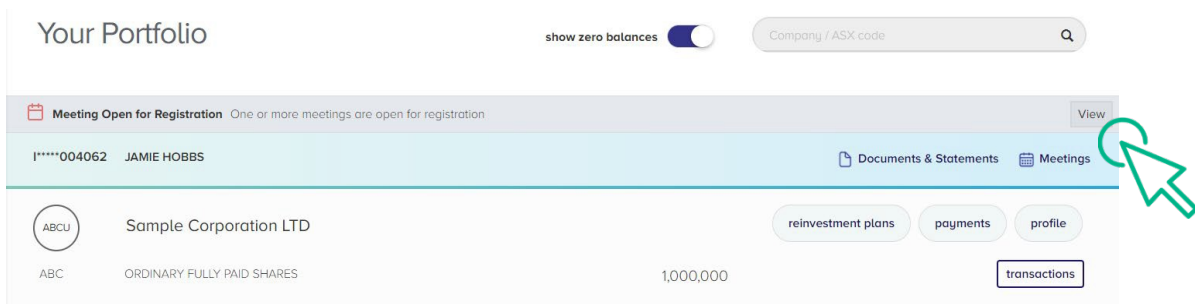 Your Portfolio
show zero balances
Company / ASX code
Meeting Open for Registration One or more meetings are open for registration
View
I*****004062 JAMIE HOBBS
Documents & Statements
Meetings
ABCU
Sample Corporation LTD
reinvestment plans
payments
profile
ABC
ORDINARY FULLY PAID SHARES
1,000,000
transactions